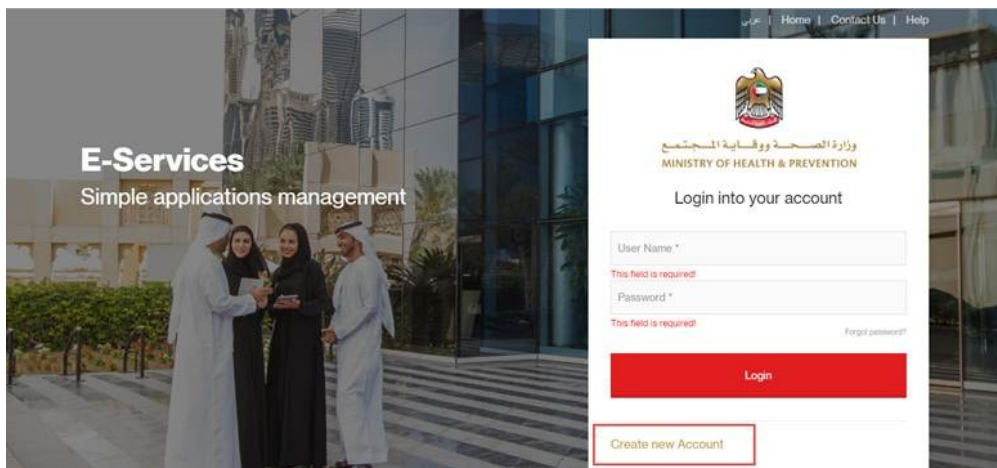 عربي | Home | Contact Us | Help
وزارة الصحة ووقاية المجتمع
MINISTRY OF HEALTH & PREVENTION
E-Services
Simple applications management
Login into your account
User Name *
This field is required!
Password *
This field is required!
Forgot password?
Login
Create new Account